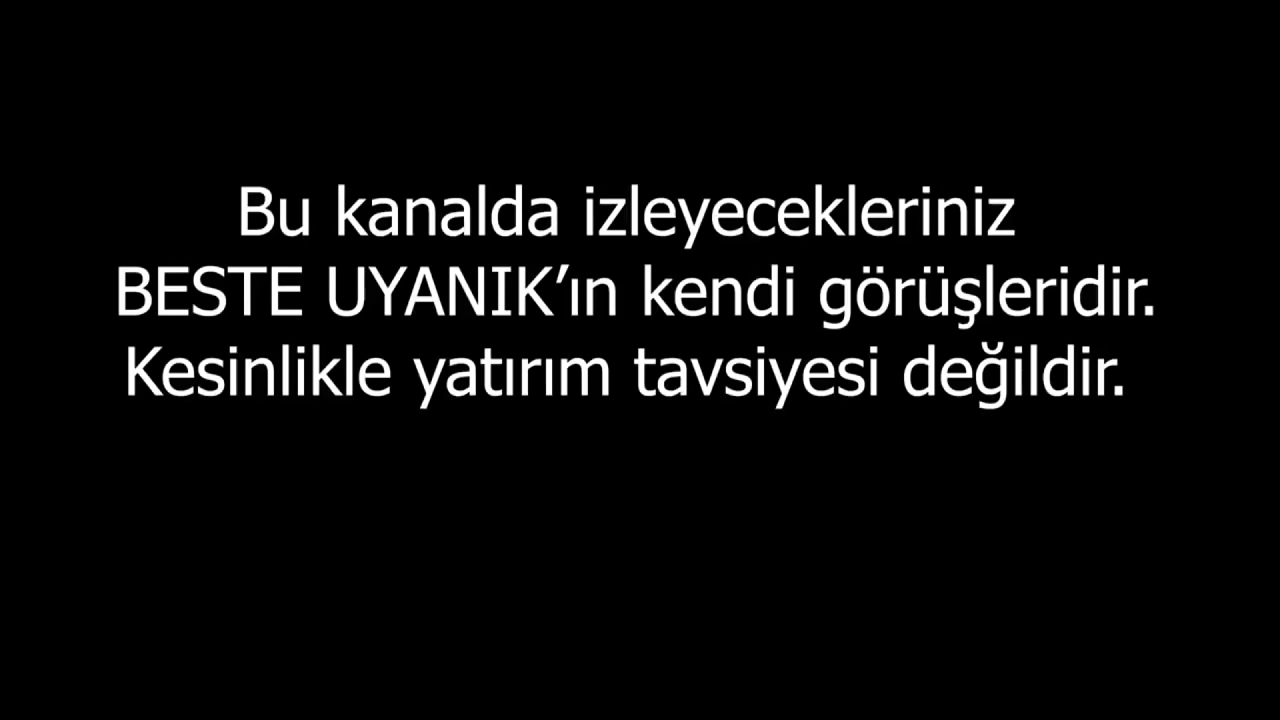 Bu kanalda izleyecekleriniz
BESTE UYANIK’ın kendi görüşleridir.
Kesinlikle yatırım tavsiyesi değildir.